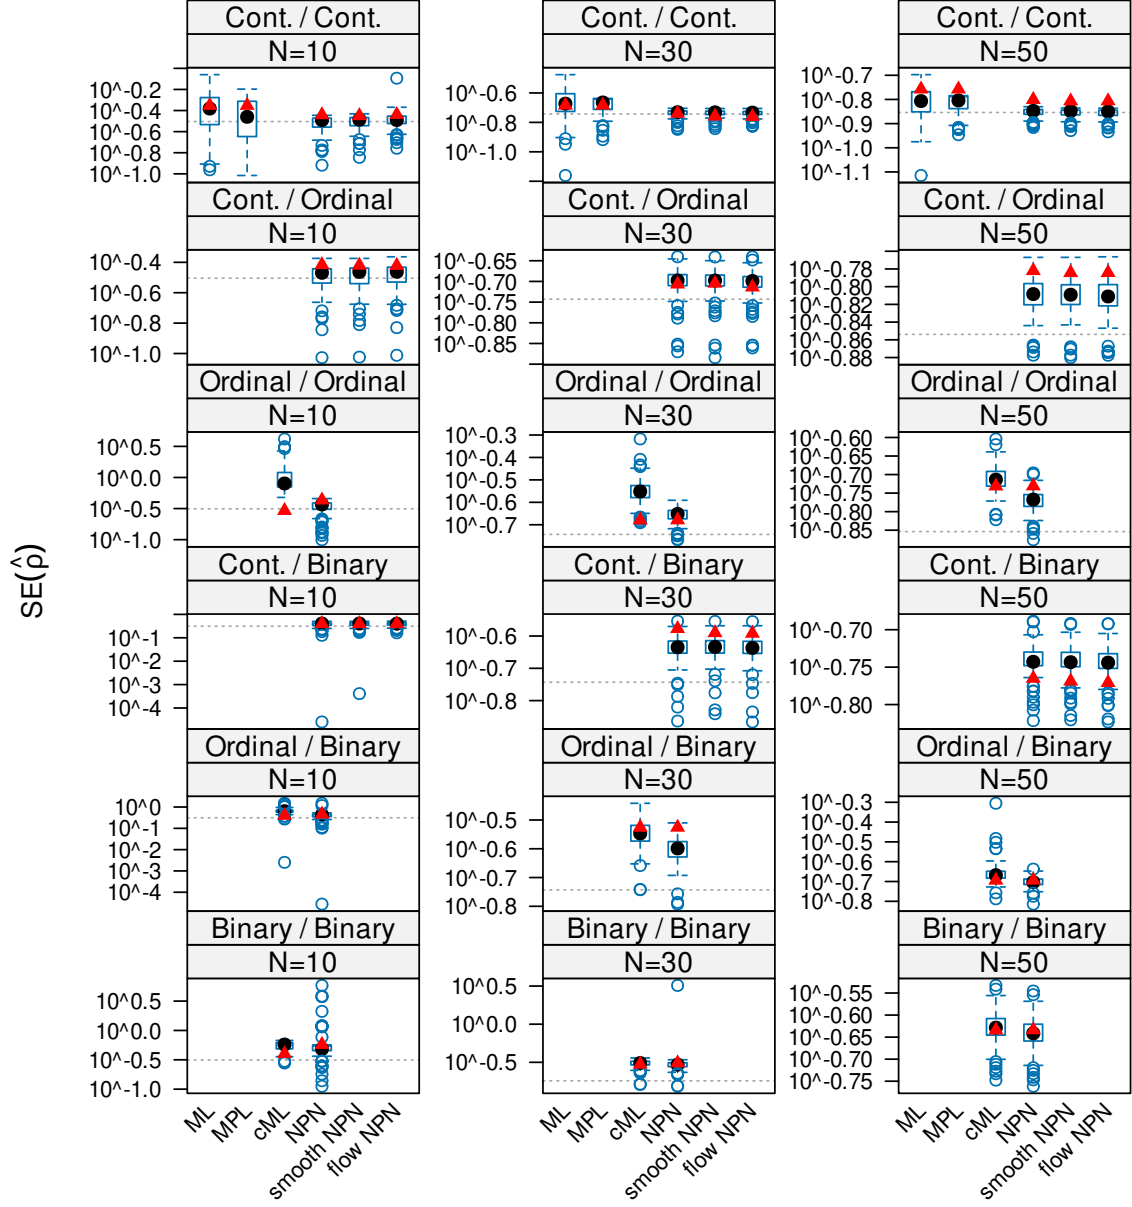 Cont. / Cont.
Cont. / Cont.
Cont. / Cont.
N=10
N=30
N=50
10^-0.2
10^-0.4
10^-0.6
10^-0.8
10^-1.0
10^-0.6
10^-0.8
10^-1.0
10^-0.7
10^-0.8
10^-0.9
10^-1.0
10^-1.1
Cont. / Ordinal
Cont. / Ordinal
Cont. / Ordinal
N=10
N=30
N=50
10^-0.4
10^-0.6
10^-0.8
10^-1.0
10^-0.65
10^-0.70
10^-0.75
10^-0.80
10^-0.85
10^-0.78
10^-0.80
10^-0.82
10^-0.84
10^-0.86
10^-0.88
Ordinal / Ordinal
Ordinal / Ordinal
Ordinal / Ordinal
N=10
N=30
N=50
10^0.5
10^0.0
10^-0.5
10^-1.0
10^-0.3
10^-0.4
10^-0.5
10^-0.6
10^-0.7
10^-0.60
10^-0.65
10^-0.70
10^-0.75
10^-0.80
10^-0.85
SE(ρ̂)
Cont. / Binary
Cont. / Binary
Cont. / Binary
N=10
N=30
N=50
10^-1
10^-2
10^-3
10^-4
10^-0.6
10^-0.7
10^-0.8
10^-0.70
10^-0.75
10^-0.80
Ordinal / Binary
Ordinal / Binary
Ordinal / Binary
N=10
N=30
N=50
10^0
10^-1
10^-2
10^-3
10^-4
10^-0.5
10^-0.6
10^-0.7
10^-0.8
10^-0.3
10^-0.4
10^-0.5
10^-0.6
10^-0.7
10^-0.8
Binary / Binary
Binary / Binary
Binary / Binary
N=10
N=30
N=50
10^0.5
10^0.0
10^-0.5
10^-1.0
10^0.5
10^0.0
10^-0.5
10^-0.55
10^-0.60
10^-0.65
10^-0.70
10^-0.75
ML
MPL
cML
NPN
smooth NPN
flow NPN
ML
MPL
cML
NPN
smooth NPN
flow NPN
ML
MPL
cML
NPN
smooth NPN
flow NPN